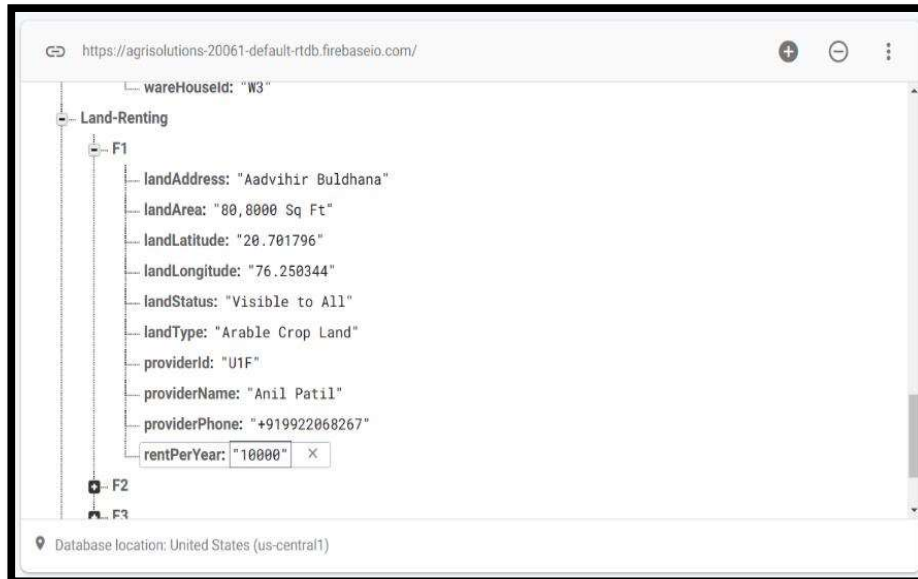 https://agrisolutions-20061-default-rtdb.firebaseio.com/
wareHouseId: "W3"
Land-Renting
F1
landAddress: "Aadvihir Buldhana"
landArea: "80,8000 Sq Ft"
landLatitude: "20.701796"
landLongitude: "76.250344"
landStatus: "Visible to All"
landType: "Arable Crop Land"
providerId: "U1F"
providerName: "Anil Patil"
providerPhone: "+919922068267"
rentPerYear: "10000"
F2
F3
Database location: United States (us-central1)